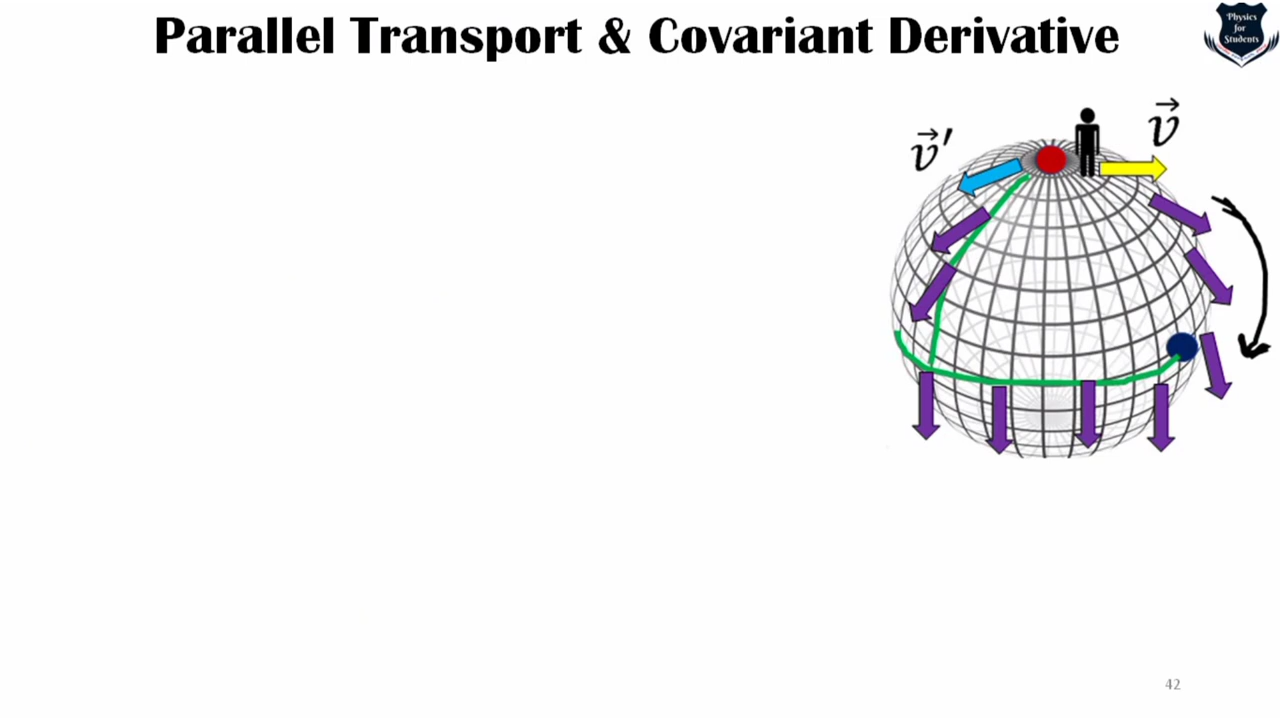 Parallel Transport & Covariant Derivative
Physics
for
Students
v⃗′
v⃗
42